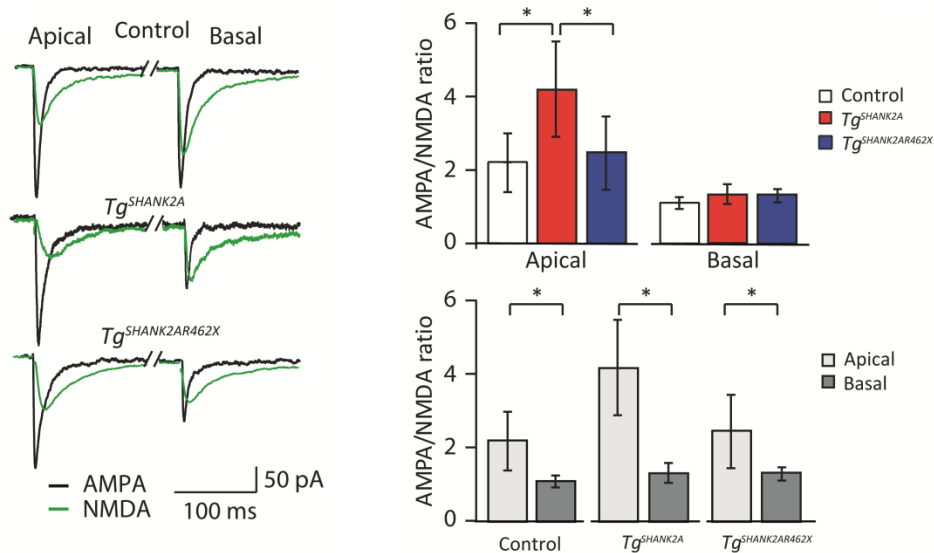 Apical Control Basal
Tg^SHANK2A
Tg^SHANK2AR462X
AMPA
NMDA
50 pA
100 ms
AMPA/NMDA ratio
6
4
2
0
*
*
Apical
Basal
Control
Tg^SHANK2A
Tg^SHANK2AR462X
AMPA/NMDA ratio
6
4
2
0
*
*
*
Control
Tg^SHANK2A
Tg^SHANK2AR462X
Apical
Basal